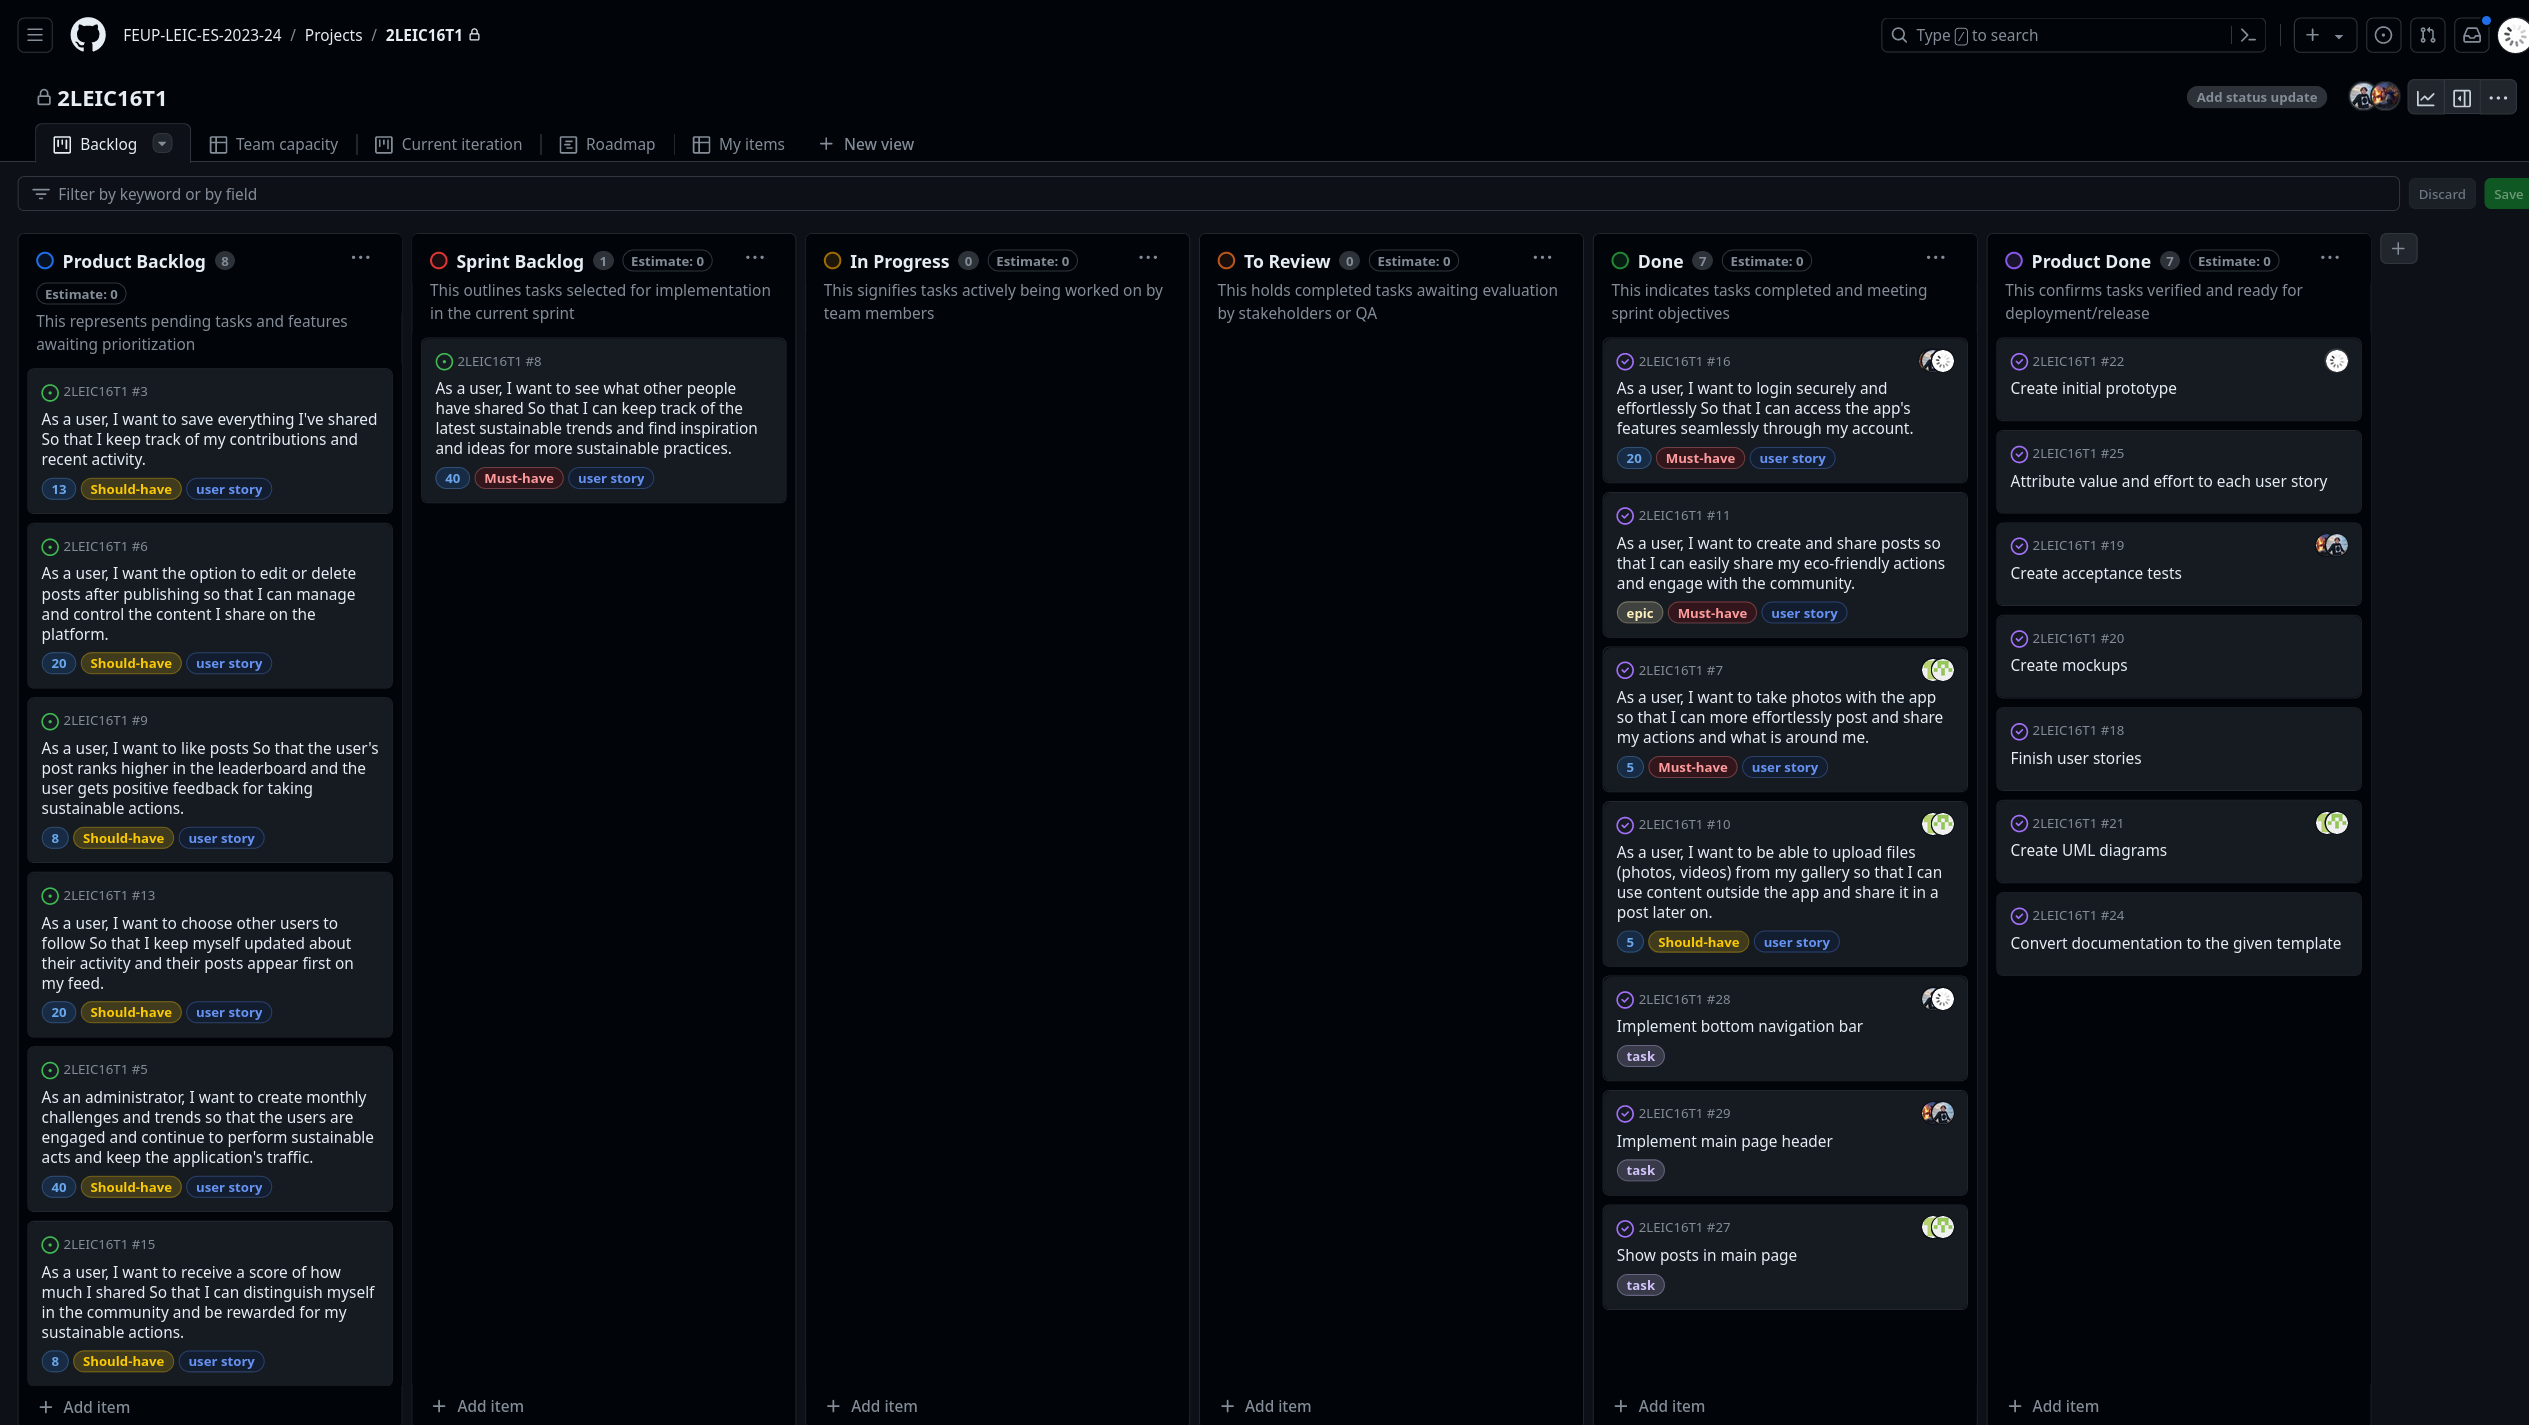 FEUP-LEIC-ES-2023-24 / Projects / 2LEIC16T1
Type / to search
2LEIC16T1
Add status update
Backlog
Team capacity
Current iteration
Roadmap
My items
New view
Filter by keyword or by field
Discard
Save
Product Backlog 8
Estimate: 0
This represents pending tasks and features
awaiting prioritization
2LEIC16T1 #3
As a user, I want to save everything I've shared
So that I keep track of my contributions and
recent activity.
13 Should-have user story
2LEIC16T1 #6
As a user, I want the option to edit or delete
posts after publishing so that I can manage
and control the content I share on the
platform.
20 Should-have user story
2LEIC16T1 #9
As a user, I want to like posts So that the user's
post ranks higher in the leaderboard and the
user gets positive feedback for taking
sustainable actions.
8 Should-have user story
2LEIC16T1 #13
As a user, I want to choose other users to
follow So that I keep myself updated about
their activity and their posts appear first on
my feed.
20 Should-have user story
2LEIC16T1 #5
As an administrator, I want to create monthly
challenges and trends so that the users are
engaged and continue to perform sustainable
acts and keep the application's traffic.
40 Should-have user story
2LEIC16T1 #15
As a user, I want to receive a score of how
much I shared So that I can distinguish myself
in the community and be rewarded for my
sustainable actions.
8 Should-have user story
Add item
Sprint Backlog 1 Estimate: 0
This outlines tasks selected for implementation
in the current sprint
2LEIC16T1 #8
As a user, I want to see what other people
have shared So that I can keep track of the
latest sustainable trends and find inspiration
and ideas for more sustainable practices.
40 Must-have user story
Add item
In Progress 0 Estimate: 0
This signifies tasks actively being worked on by
team members
Add item
To Review 0 Estimate: 0
This holds completed tasks awaiting evaluation
by stakeholders or QA
Add item
Done 7 Estimate: 0
This indicates tasks completed and meeting
sprint objectives
2LEIC16T1 #16
As a user, I want to login securely and
effortlessly So that I can access the app's
features seamlessly through my account.
20 Must-have user story
2LEIC16T1 #11
As a user, I want to create and share posts so
that I can easily share my eco-friendly actions
and engage with the community.
epic Must-have user story
2LEIC16T1 #7
As a user, I want to take photos with the app
so that I can more effortlessly post and share
my actions and what is around me.
5 Must-have user story
2LEIC16T1 #10
As a user, I want to be able to upload files
(photos, videos) from my gallery so that I can
use content outside the app and share it in a
post later on.
5 Should-have user story
2LEIC16T1 #28
Implement bottom navigation bar
task
2LEIC16T1 #29
Implement main page header
task
2LEIC16T1 #27
Show posts in main page
task
Add item
Product Done 7 Estimate: 0
This confirms tasks verified and ready for
deployment/release
2LEIC16T1 #22
Create initial prototype
2LEIC16T1 #25
Attribute value and effort to each user story
2LEIC16T1 #19
Create acceptance tests
2LEIC16T1 #20
Create mockups
2LEIC16T1 #18
Finish user stories
2LEIC16T1 #21
Create UML diagrams
2LEIC16T1 #24
Convert documentation to the given template
Add item